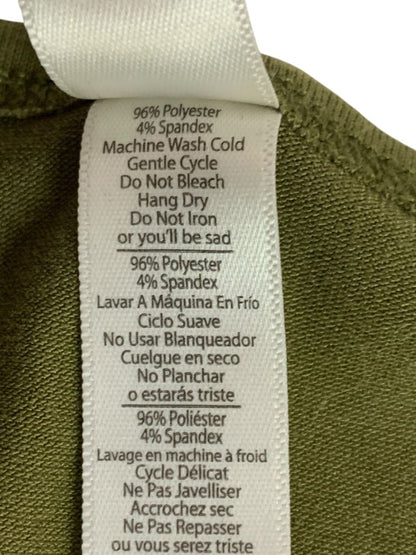 96% Polyester
4% Spandex
Machine Wash Cold
Gentle Cycle
Do Not Bleach
Hang Dry
Do Not Iron
or you'll be sad
96% Polyester
4% Spandex
Lavar A Máquina En Frío
Ciclo Suave
No Usar Blanqueador
Cuelgue en seco
No Planchar
o estarás triste
96% Poliéster
4% Spandex
Lavage en machine à froid
Cycle Délicat
Ne Pas Javelliser
Accrochez sec
Ne Pas Repasser
ou vous serez triste